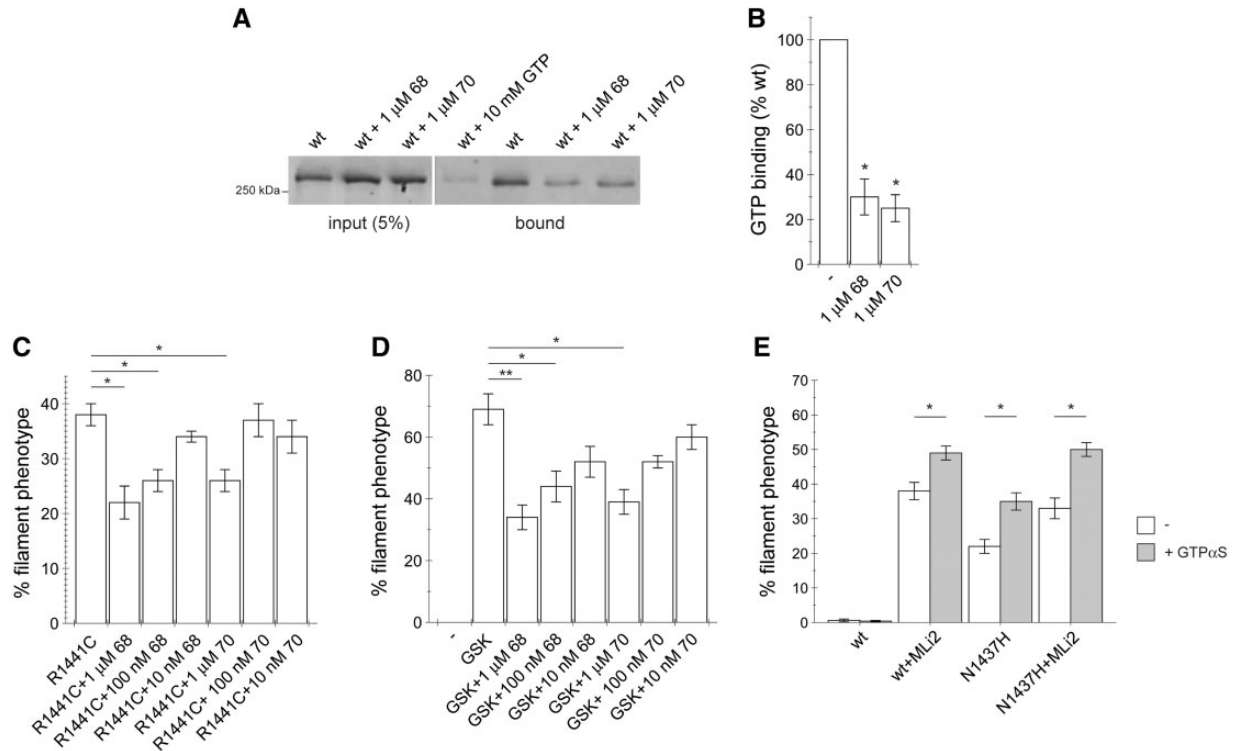 A
wt
wt + 1 µM 68
wt + 1 µM 70
wt + 10 mM GTP
wt
wt + 1 µM 68
wt + 1 µM 70
250 kDa
input (5%)
bound
B
GTP binding (% wt)
100
80
60
40
20
0
*
*
-
1 µM 68
1 µM 70
C
% filament phenotype
40
30
20
10
0
*
*
*
R1441C
R1441C+1 µM 68
R1441C+100 nM 68
R1441C+10 nM 68
R1441C+1 µM 70
R1441C+ 100 nM 70
R1441C+10 nM 70
D
% filament phenotype
80
60
40
60
0
*
*
**
-
GSK
GSK+1 µM 68
GSK+100 nM 68
GSK+10 nM 68
GSK+1 µM 70
GSK+ 100 nM 70
GSK+10 nM 70
E
% filament phenotype
70
60
50
40
30
20
10
0
*
*
*
wt
wt+MLi2
N1437H
N1437H+MLi2
-
+ GTPαS